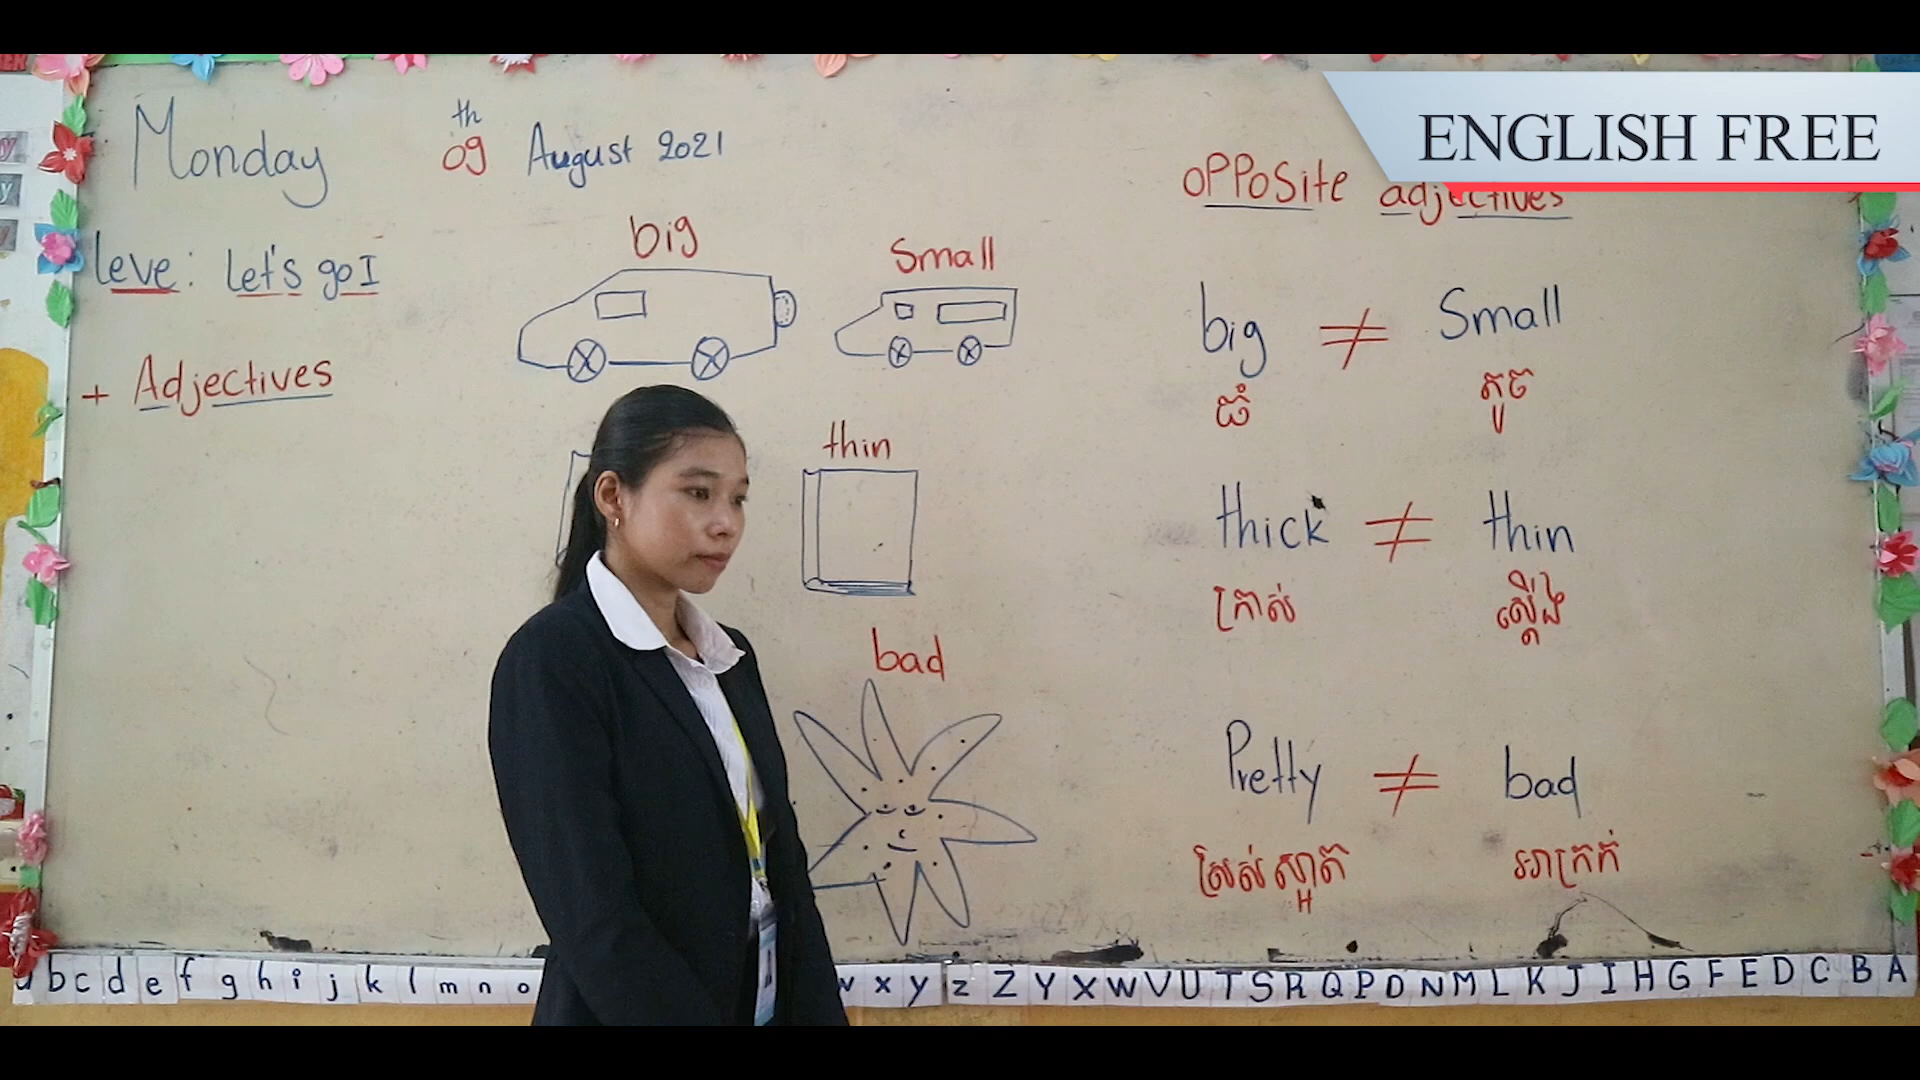 ENGLISH FREE
Monday 09th August 2021
leve: Let's go I
+ Adjectives
big
small
thin
bad
oPPoSite adjectives
big ≠ Small
ធំ តូច
thick ≠ thin
ក្រាស់ ស្ដើង
Pretty ≠ bad
ស្រស់ស្អាត អាក្រក់
a b c d e f g h i j k l m n o w x y z Z Y X W V U T S R Q P O N M L K J I H G F E D C B A